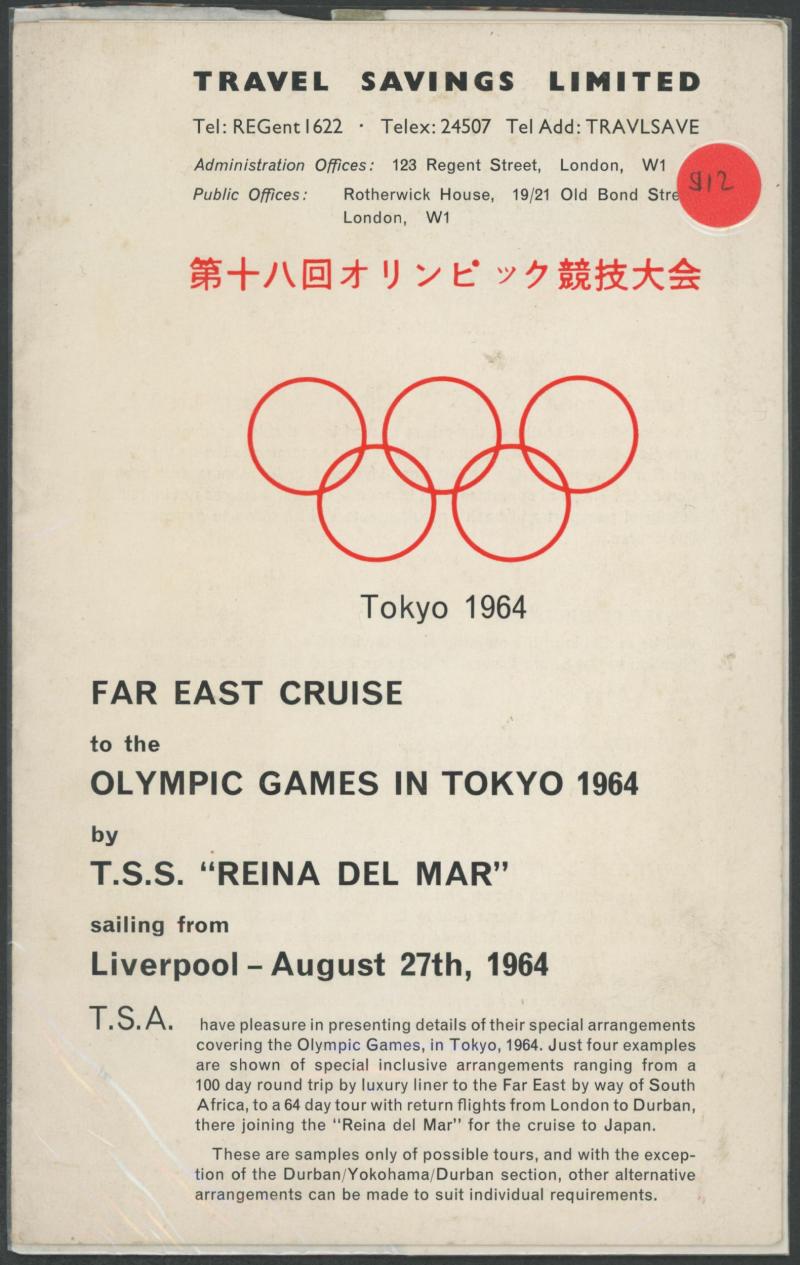 TRAVEL SAVINGS LIMITED
Tel: REGent 1622 · Telex: 24507 Tel Add: TRAVLSAVE
Administration Offices: 123 Regent Street, London, W1
Public Offices: Rotherwick House, 19/21 Old Bond Stre
London, W1
912
第十八回オリンピック競技大会
Tokyo 1964
FAR EAST CRUISE
to the
OLYMPIC GAMES IN TOKYO 1964
by
T.S.S. “REINA DEL MAR”
sailing from
Liverpool – August 27th, 1964
T.S.A. have pleasure in presenting details of their special arrangements
covering the Olympic Games, in Tokyo, 1964. Just four examples
are shown of special inclusive arrangements ranging from a
100 day round trip by luxury liner to the Far East by way of South
Africa, to a 64 day tour with return flights from London to Durban,
there joining the “Reina del Mar” for the cruise to Japan.
These are samples only of possible tours, and with the excep-
tion of the Durban/Yokohama/Durban section, other alternative
arrangements can be made to suit individual requirements.